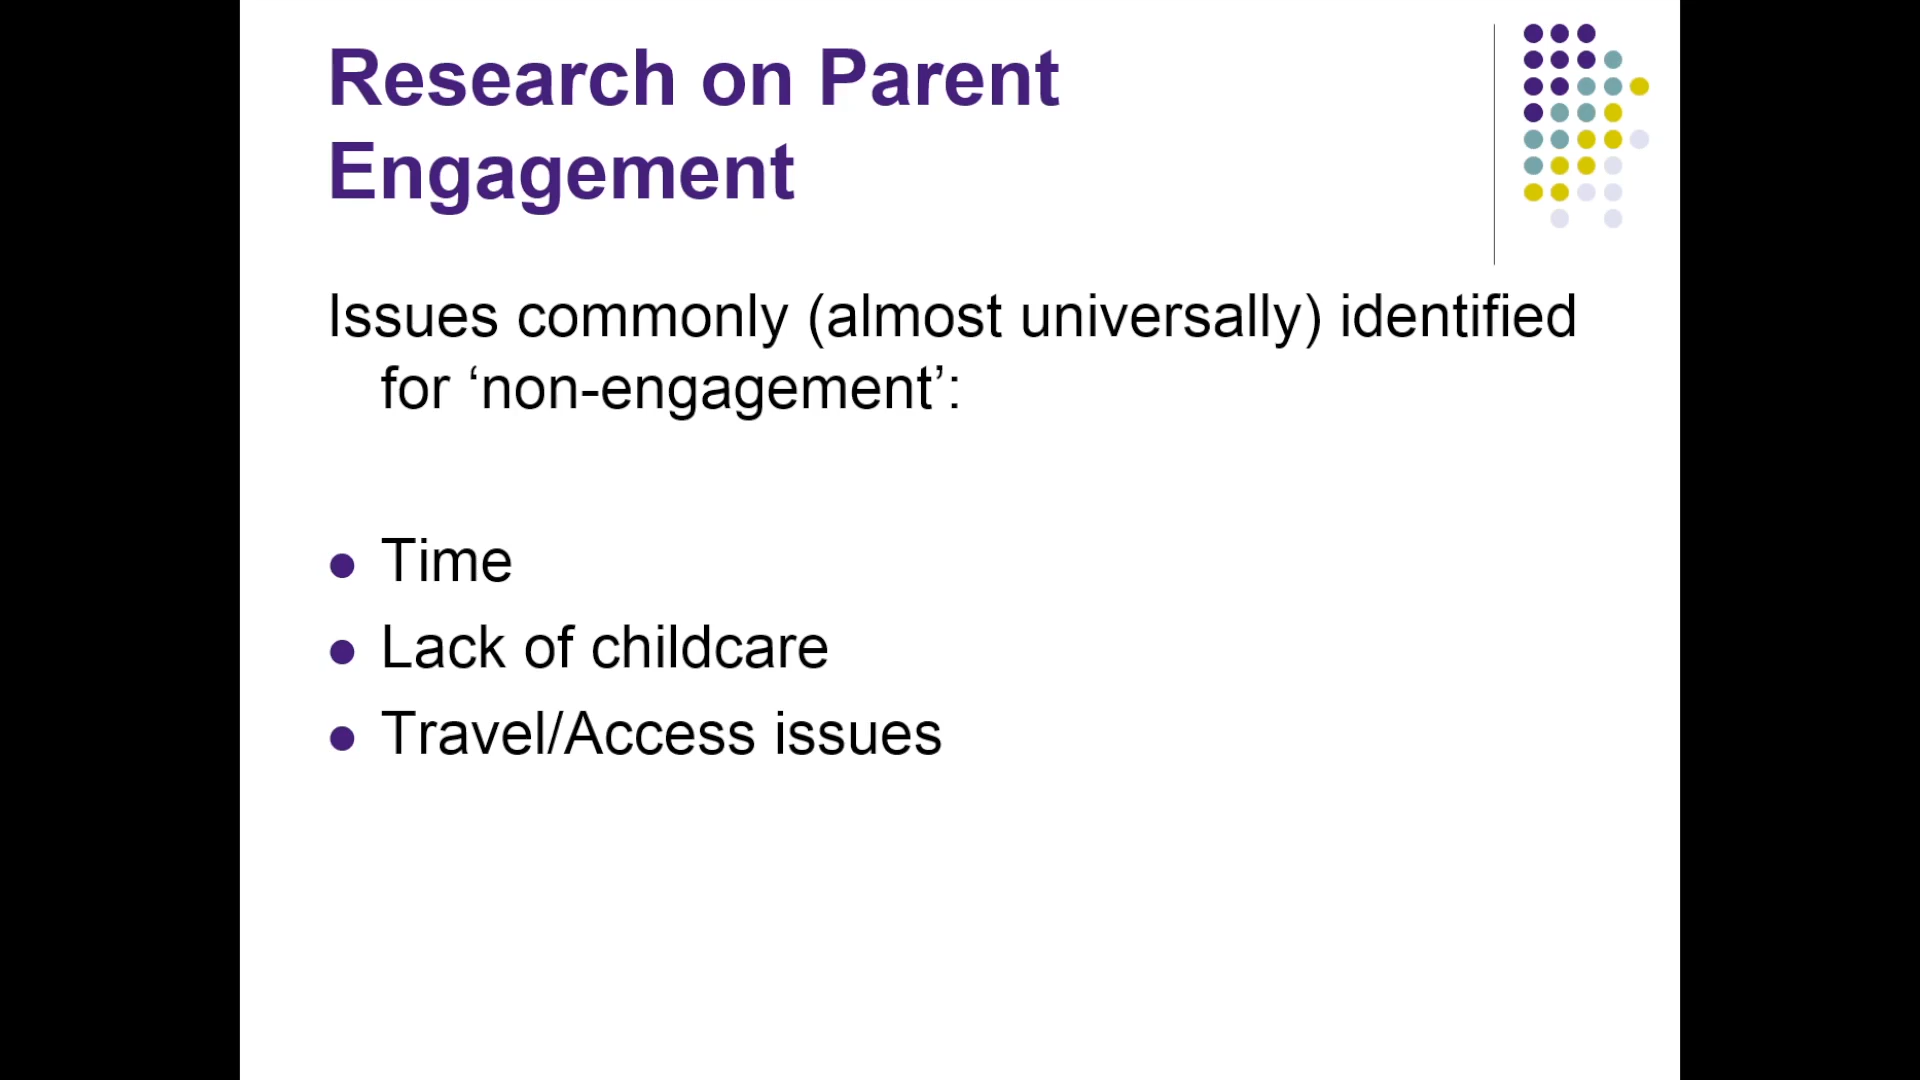 Research on Parent
Engagement
Issues commonly (almost universally) identified
for ‘non-engagement’:
Time
Lack of childcare
Travel/Access issues